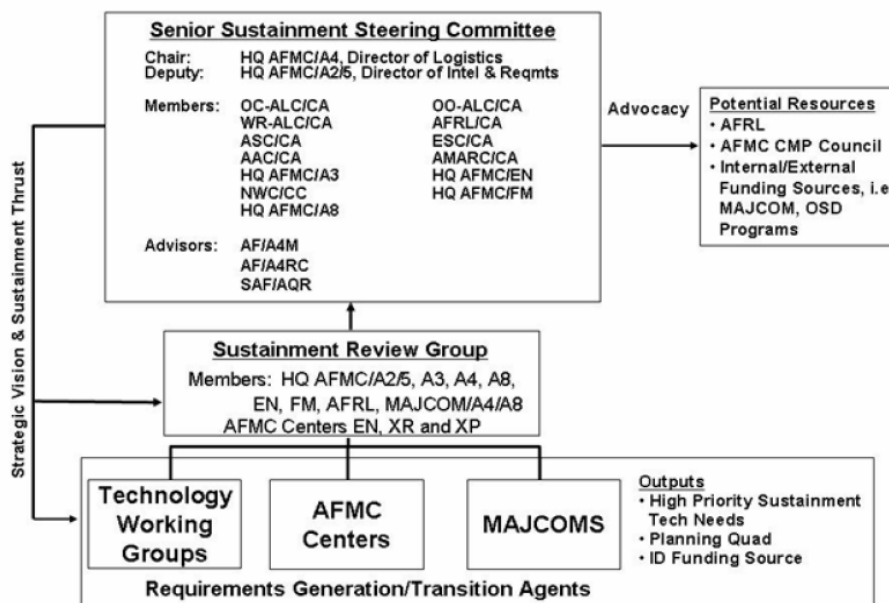 Senior Sustainment Steering Committee
Chair: HQ AFMC/A4, Director of Logistics
Deputy: HQ AFMC/A2/5, Director of Intel & Reqmts
Members: OC-ALC/CA OO-ALC/CA
WR-ALC/CA AFRL/CA
ASC/CA ESC/CA
AAC/CA AMARC/CA
HQ AFMC/A3 HQ AFMC/EN
NWC/CC HQ AFMC/FM
HQ AFMC/A8
Advisors: AF/A4M
AF/A4RC
SAF/AQR
Advocacy
Potential Resources
• AFRL
• AFMC CMP Council
• Internal/External
Funding Sources, i.e
MAJCOM, OSD
Programs
Strategic Vision & Sustainment Thrust
Sustainment Review Group
Members: HQ AFMC/A2/5, A3, A4, A8,
EN, FM, AFRL, MAJCOM/A4/A8
AFMC Centers EN, XR and XP
Technology
Working
Groups
AFMC
Centers
MAJCOMS
Outputs
• High Priority Sustainment
Tech Needs
• Planning Quad
• ID Funding Source
Requirements Generation/Transition Agents